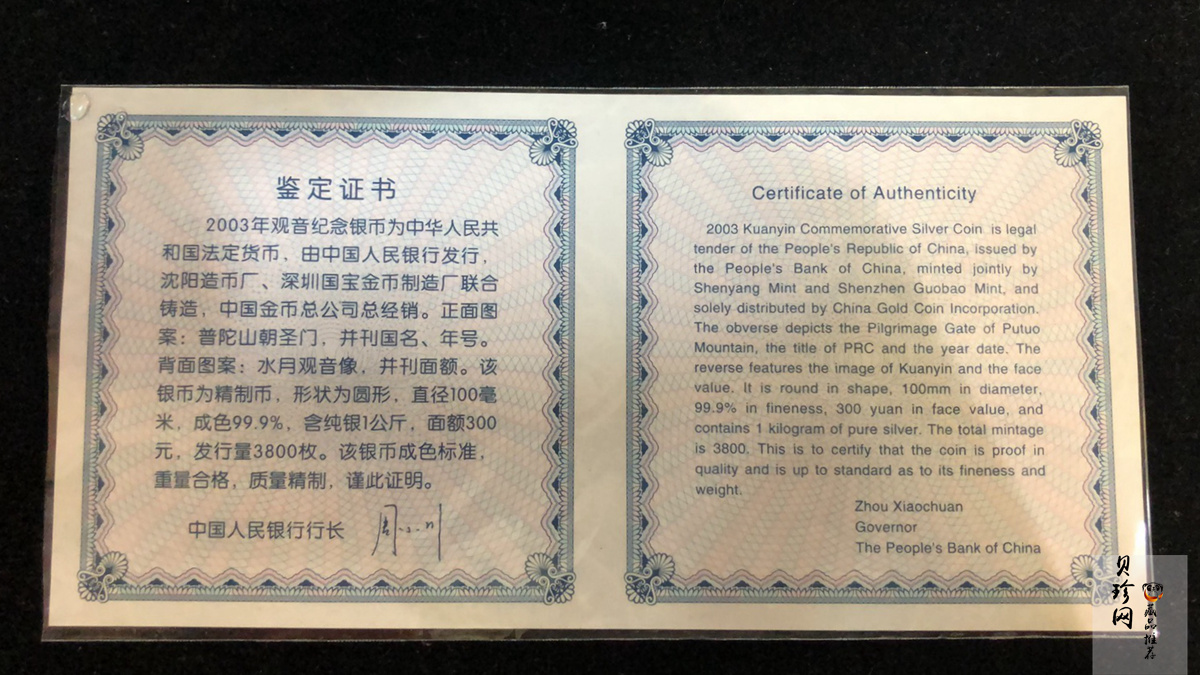 鉴定证书
2003年观音纪念银币为中华人民共
和国法定货币，由中国人民银行发行，
沈阳造币厂、深圳国宝金币制造厂联合
铸造，中国金币总公司总经销。正面图
案：普陀山朝圣门，并刊国名、年号。
背面图案：水月观音像，并刊面额。该
银币为精制币，形状为圆形，直径100毫
米，成色99.9%，含纯银1公斤，面额300
元，发行量3800枚。该银币成色标准，
重量合格，质量精制，谨此证明。
中国人民银行行长 周小川
Certificate of Authenticity
2003 Kuanyin Commemorative Silver Coin is legal
tender of the People's Republic of China, issued by
the People's Bank of China, minted jointly by
Shenyang Mint and Shenzhen Guobao Mint, and
solely distributed by China Gold Coin Incorporation.
The obverse depicts the Pilgrimage Gate of Putuo
Mountain, the title of PRC and the year date. The
reverse features the image of Kuanyin and the face
value. It is round in shape, 100mm in diameter,
99.9% in fineness, 300 yuan in face value, and
contains 1 kilogram of pure silver. The total mintage
is 3800. This is to certify that the coin is proof in
quality and is up to standard as to its fineness and
weight.
Zhou Xiaochuan
Governor
The People's Bank of China
贝珍网
藏品推荐